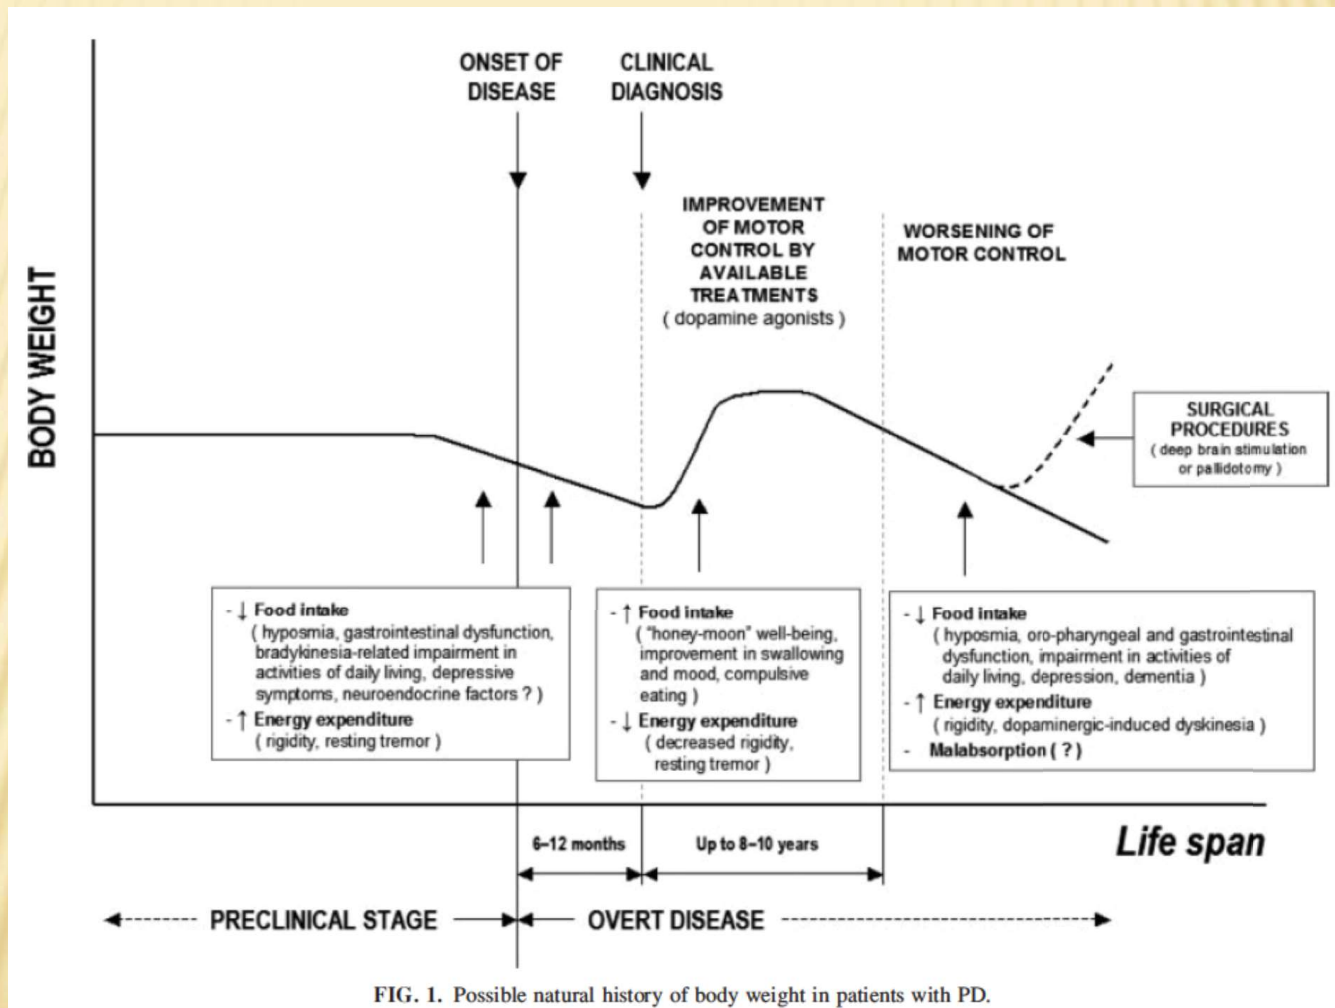 ONSET OF
DISEASE
CLINICAL
DIAGNOSIS
IMPROVEMENT
OF MOTOR
CONTROL BY
AVAILABLE
TREATMENTS
( dopamine agonists )
WORSENING OF
MOTOR CONTROL
BODY WEIGHT
SURGICAL
PROCEDURES
( deep brain stimulation
or pallidotomy )
- ↓ Food intake
( hyposmia, gastrointestinal dysfunction,
bradykinesia-related impairment in
activities of daily living, depressive
symptoms, neuroendocrine factors ? )
- ↑ Energy expenditure
( rigidity, resting tremor )
- ↑ Food intake
( "honey-moon" well-being,
improvement in swallowing
and mood, compulsive
eating )
- ↓ Energy expenditure
( decreased rigidity,
resting tremor )
- ↓ Food intake
( hyposmia, oro-pharyngeal and gastrointestinal
dysfunction, impairment in activities of
daily living, depression, dementia )
- ↑ Energy expenditure
( rigidity, dopaminergic-induced dyskinesia )
- Malabsorption ( ? )
6–12 months
Up to 8–10 years
Life span
PRECLINICAL STAGE
OVERT DISEASE
FIG. 1. Possible natural history of body weight in patients with PD.